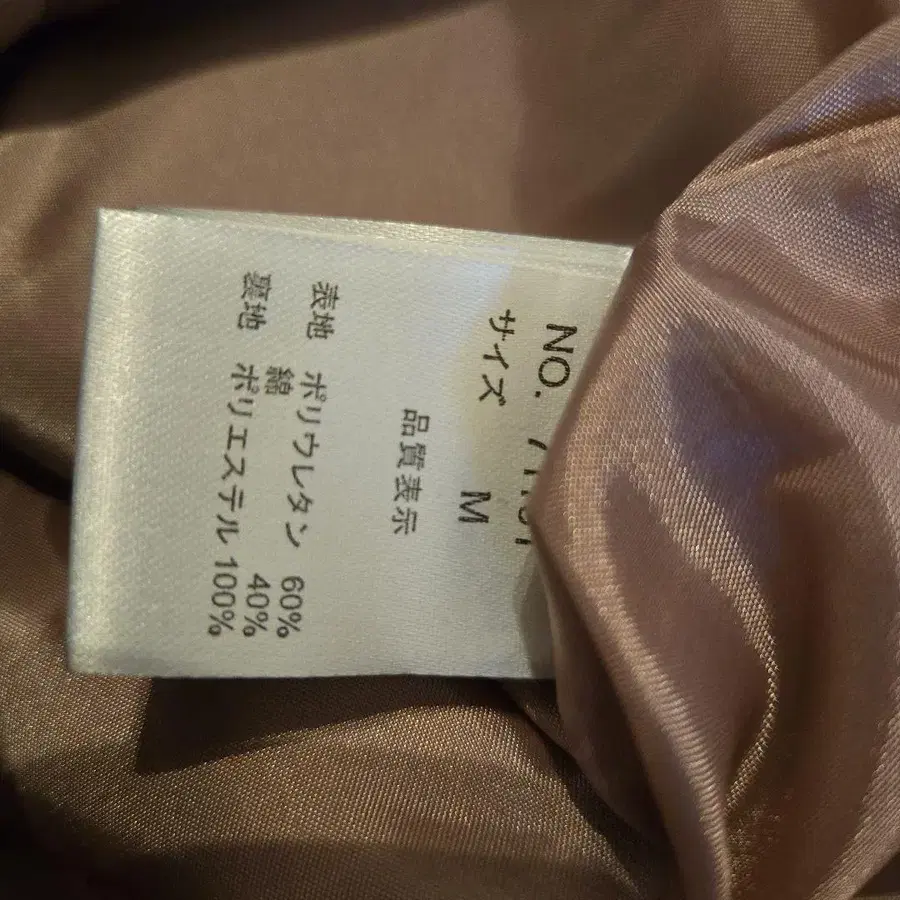 NO.
サイズ M
品質表示
表地 ポリウレタン 60%
綿 40%
裏地 ポリエステル 100%